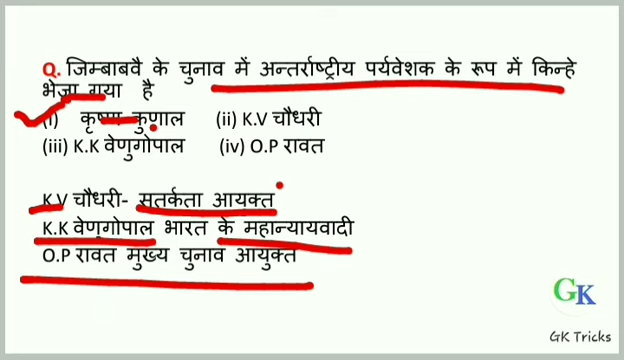 Q. जिम्बाबवै के चुनाव में अन्तर्राष्ट्रीय पर्यवेशक के रूप में किन्हे
भेज़ा गया है
(i) कृष्णा कुणाल (ii) K.V चौधरी
(iii) K.K वेणुगोपाल (iv) O.P रावत
K.V चौधरी- सतर्कता आयक्त
K.K वेणुगोपाल भारत के महान्यायवादी
O.P रावत मुख्य चुनाव आयुक्त
GK
GK Tricks